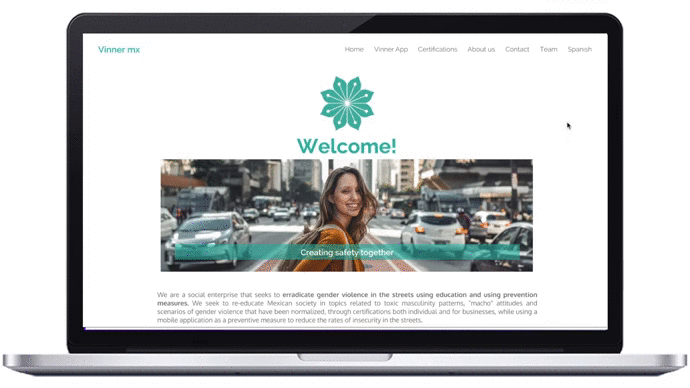 Vinner mx
Home Vinner App Certifications About us Contact Team Spanish
Welcome!
Creating safety together
We are a social enterprise that seeks to erradicate gender violence in the streets using education and using prevention
measures. We seek to re-educate Mexican society in topics related to toxic masculinity patterns, "macho" attitudes and
scenarios of gender violence that have been normalized, through certifications both individual and for businesses, while using a
mobile application as a preventive measure to reduce the rates of insecurity in the streets.